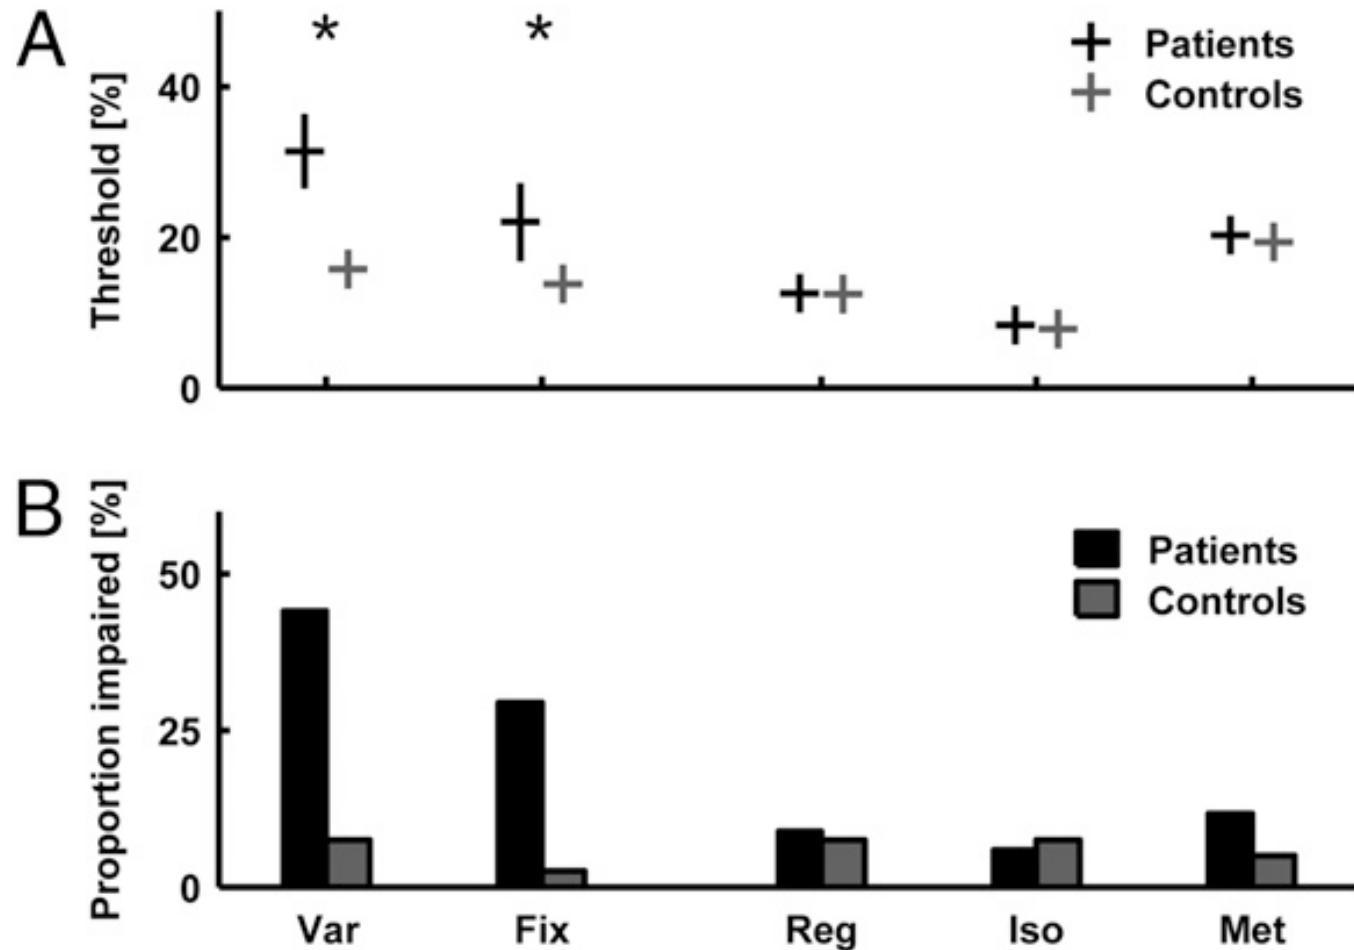 A
* *
Patients
Controls
Threshold [%]
40
20
0
B
Patients
Controls
Proportion impaired [%]
50
25
0
Var Fix Reg Iso Met